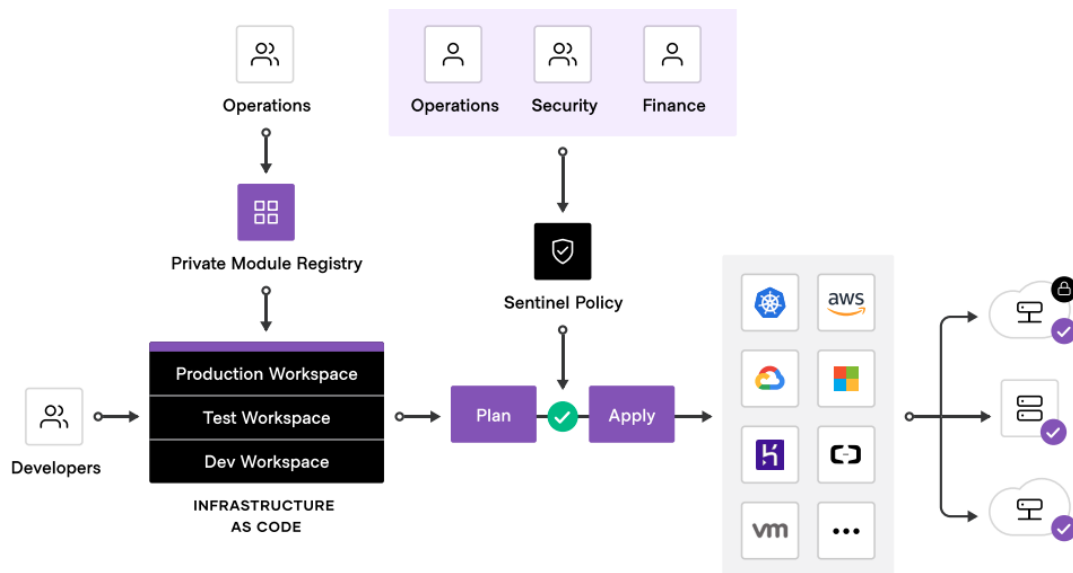 Operations
Operations
Security
Finance
Private Module Registry
Sentinel Policy
aws
Production Workspace
Test Workspace
Dev Workspace
Plan
Apply
Developers
INFRASTRUCTURE
AS CODE
vm